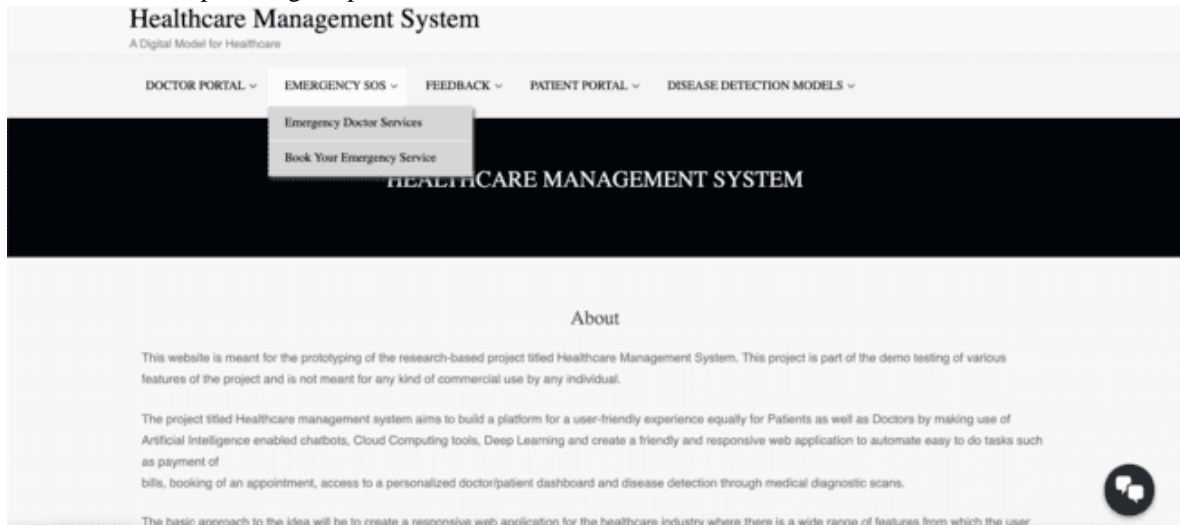 Healthcare Management System
A Digital Model for Healthcare
DOCTOR PORTAL
EMERGENCY SOS
FEEDBACK
PATIENT PORTAL
DISEASE DETECTION MODELS
Emergency Doctor Services
Book Your Emergency Service
HEALTHCARE MANAGEMENT SYSTEM
About
This website is meant for the prototyping of the research-based project titled Healthcare Management System. This project is part of the demo testing of various
features of the project and is not meant for any kind of commercial use by any individual.
The project titled Healthcare management system aims to build a platform for a user-friendly experience equally for Patients as well as Doctors by making use of
Artificial Intelligence enabled chatbots, Cloud Computing tools, Deep Learning and create a friendly and responsive web application to automate easy to do tasks such
as payment of
bills, booking of an appointment, access to a personalized doctor/patient dashboard and disease detection through medical diagnostic scans.
The basic approach to the idea will be to create a responsive web application for the healthcare industry where there is a wide range of features from which the user